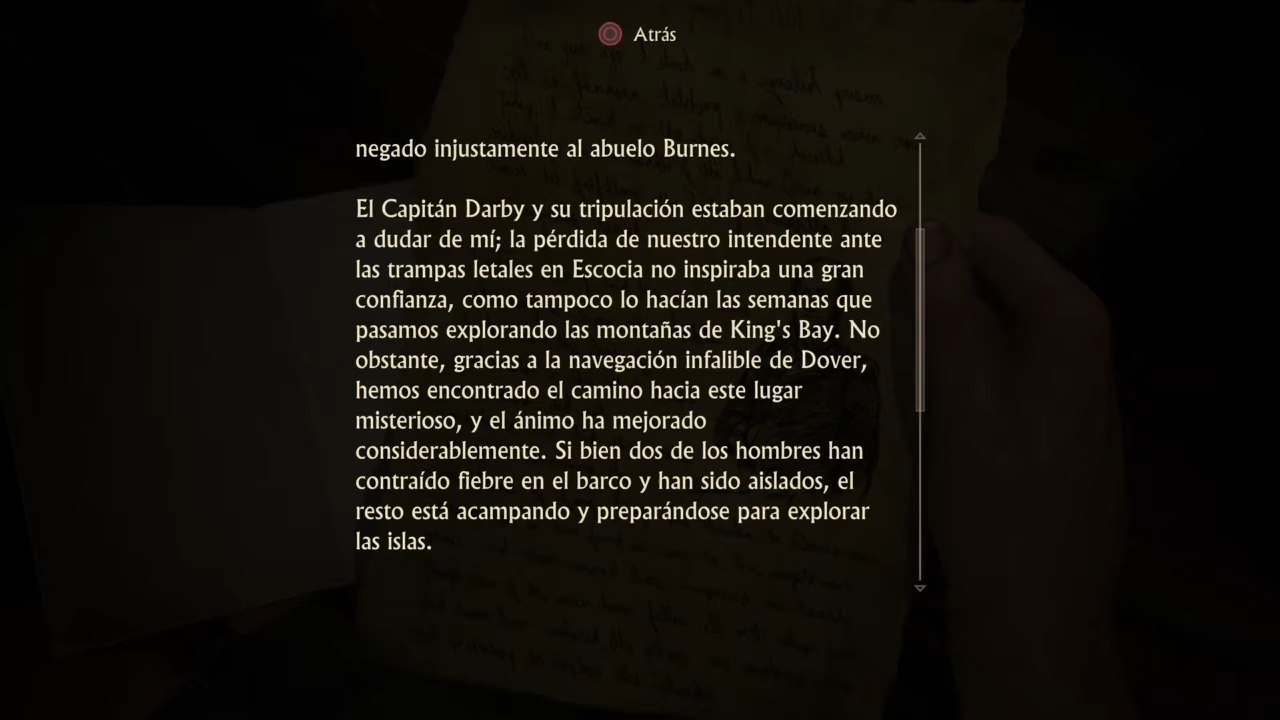 Atrás
negado injustamente al abuelo Burnes.
El Capitán Darby y su tripulación estaban comenzando
a dudar de mí; la pérdida de nuestro intendente ante
las trampas letales en Escocia no inspiraba una gran
confianza, como tampoco lo hacían las semanas que
pasamos explorando las montañas de King's Bay. No
obstante, gracias a la navegación infalible de Dover,
hemos encontrado el camino hacia este lugar
misterioso, y el ánimo ha mejorado
considerablemente. Si bien dos de los hombres han
contraído fiebre en el barco y han sido aislados, el
resto está acampando y preparándose para explorar
las islas.